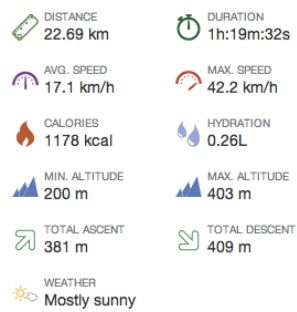 DISTANCE
22.69 km
DURATION
1h:19m:32s
AVG. SPEED
17.1 km/h
MAX. SPEED
42.2 km/h
CALORIES
1178 kcal
HYDRATION
0.26L
MIN. ALTITUDE
200 m
MAX. ALTITUDE
403 m
TOTAL ASCENT
381 m
TOTAL DESCENT
409 m
WEATHER
Mostly sunny